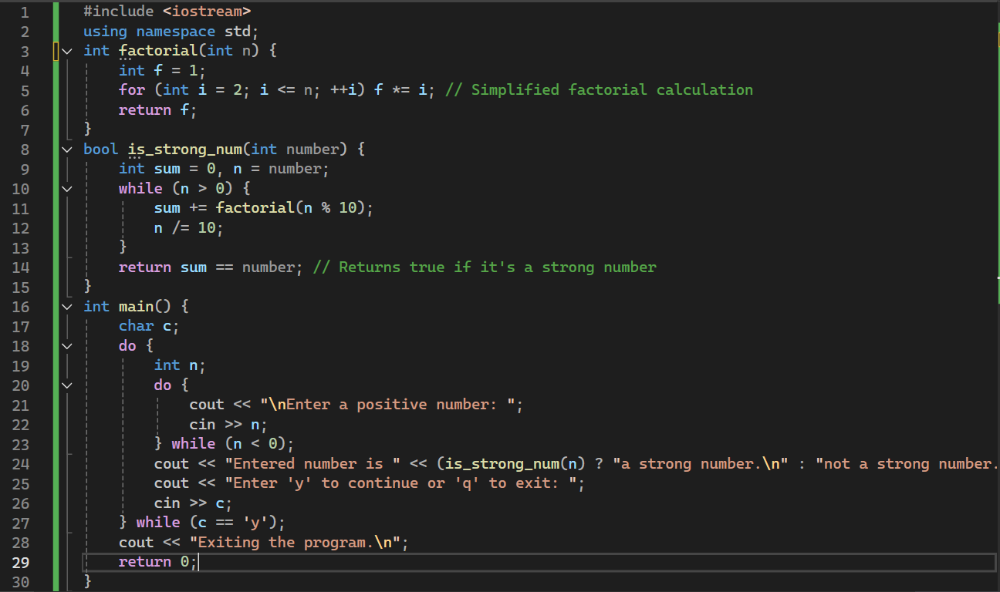 1 #include <iostream>
2 using namespace std;
3 int factorial(int n) {
4     int f = 1;
5     for (int i = 2; i <= n; ++i) f *= i; // Simplified factorial calculation
6     return f;
7 }
8 bool is_strong_num(int number) {
9     int sum = 0, n = number;
10     while (n > 0) {
11         sum += factorial(n % 10);
12         n /= 10;
13     }
14     return sum == number; // Returns true if it's a strong number
15 }
16 int main() {
17     char c;
18     do {
19         int n;
20         do {
21             cout << "\nEnter a positive number: ";
22             cin >> n;
23         } while (n < 0);
24         cout << "Entered number is " << (is_strong_num(n) ? "a strong number.\n" : "not a strong number.
25         cout << "Enter 'y' to continue or 'q' to exit: ";
26         cin >> c;
27     } while (c == 'y');
28     cout << "Exiting the program.\n";
29     return 0;
30 }